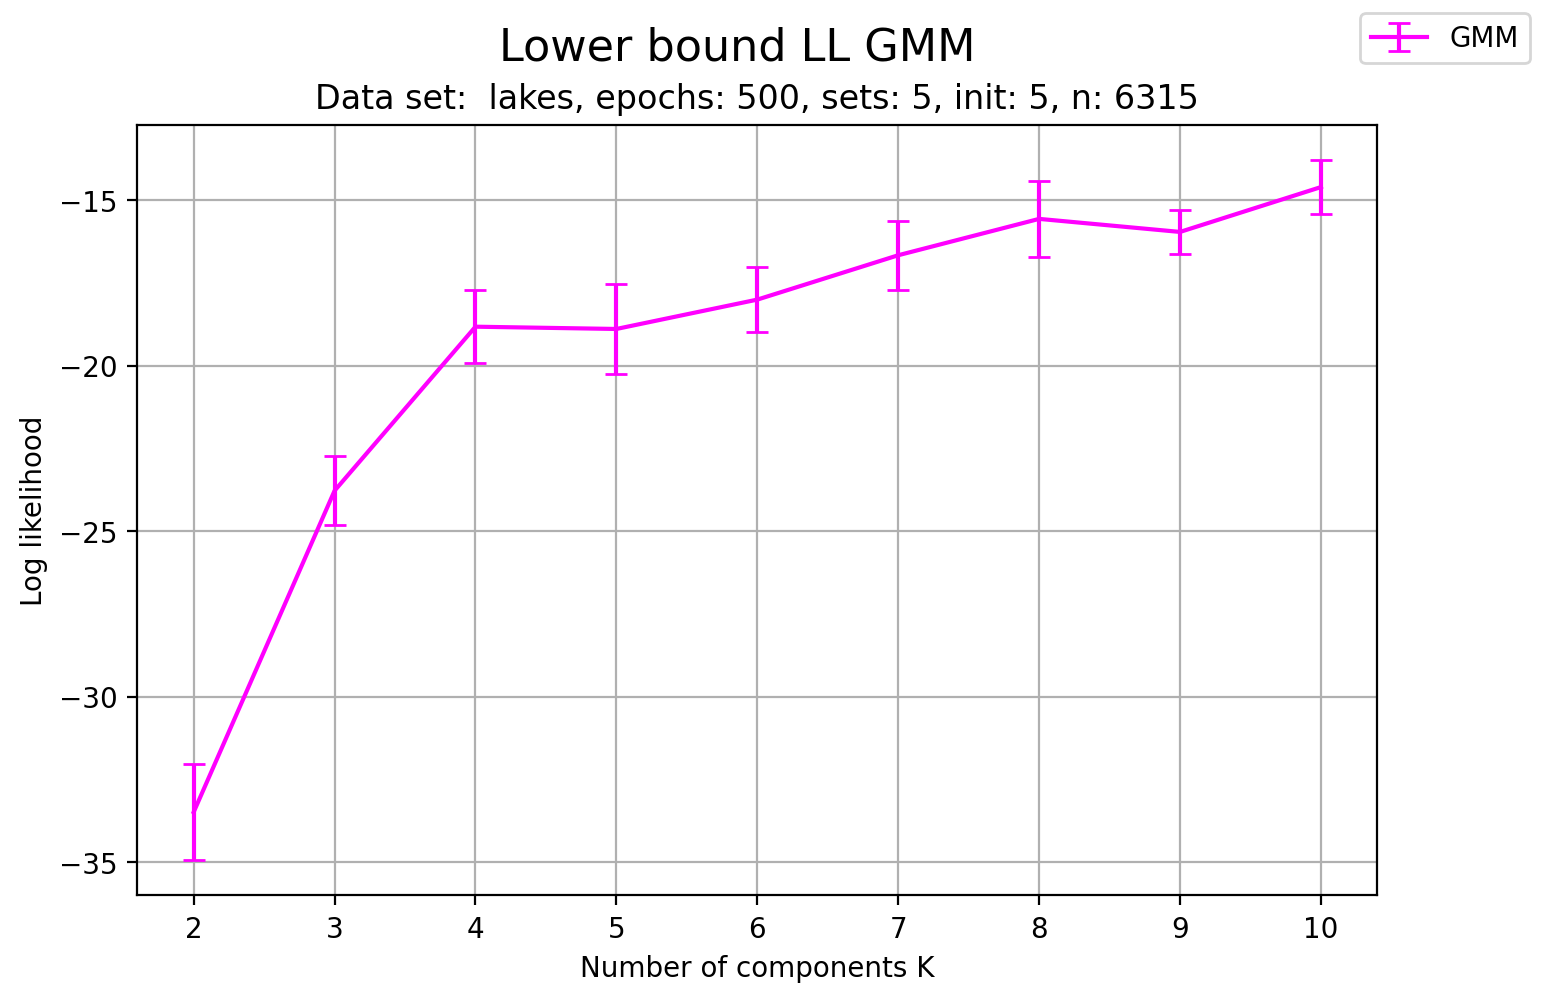 Lower bound LL GMM
GMM
Data set:  lakes, epochs: 500, sets: 5, init: 5, n: 6315
−15
−20
−25
−30
−35
Log likelihood
2 3 4 5 6 7 8 9 10
Number of components K